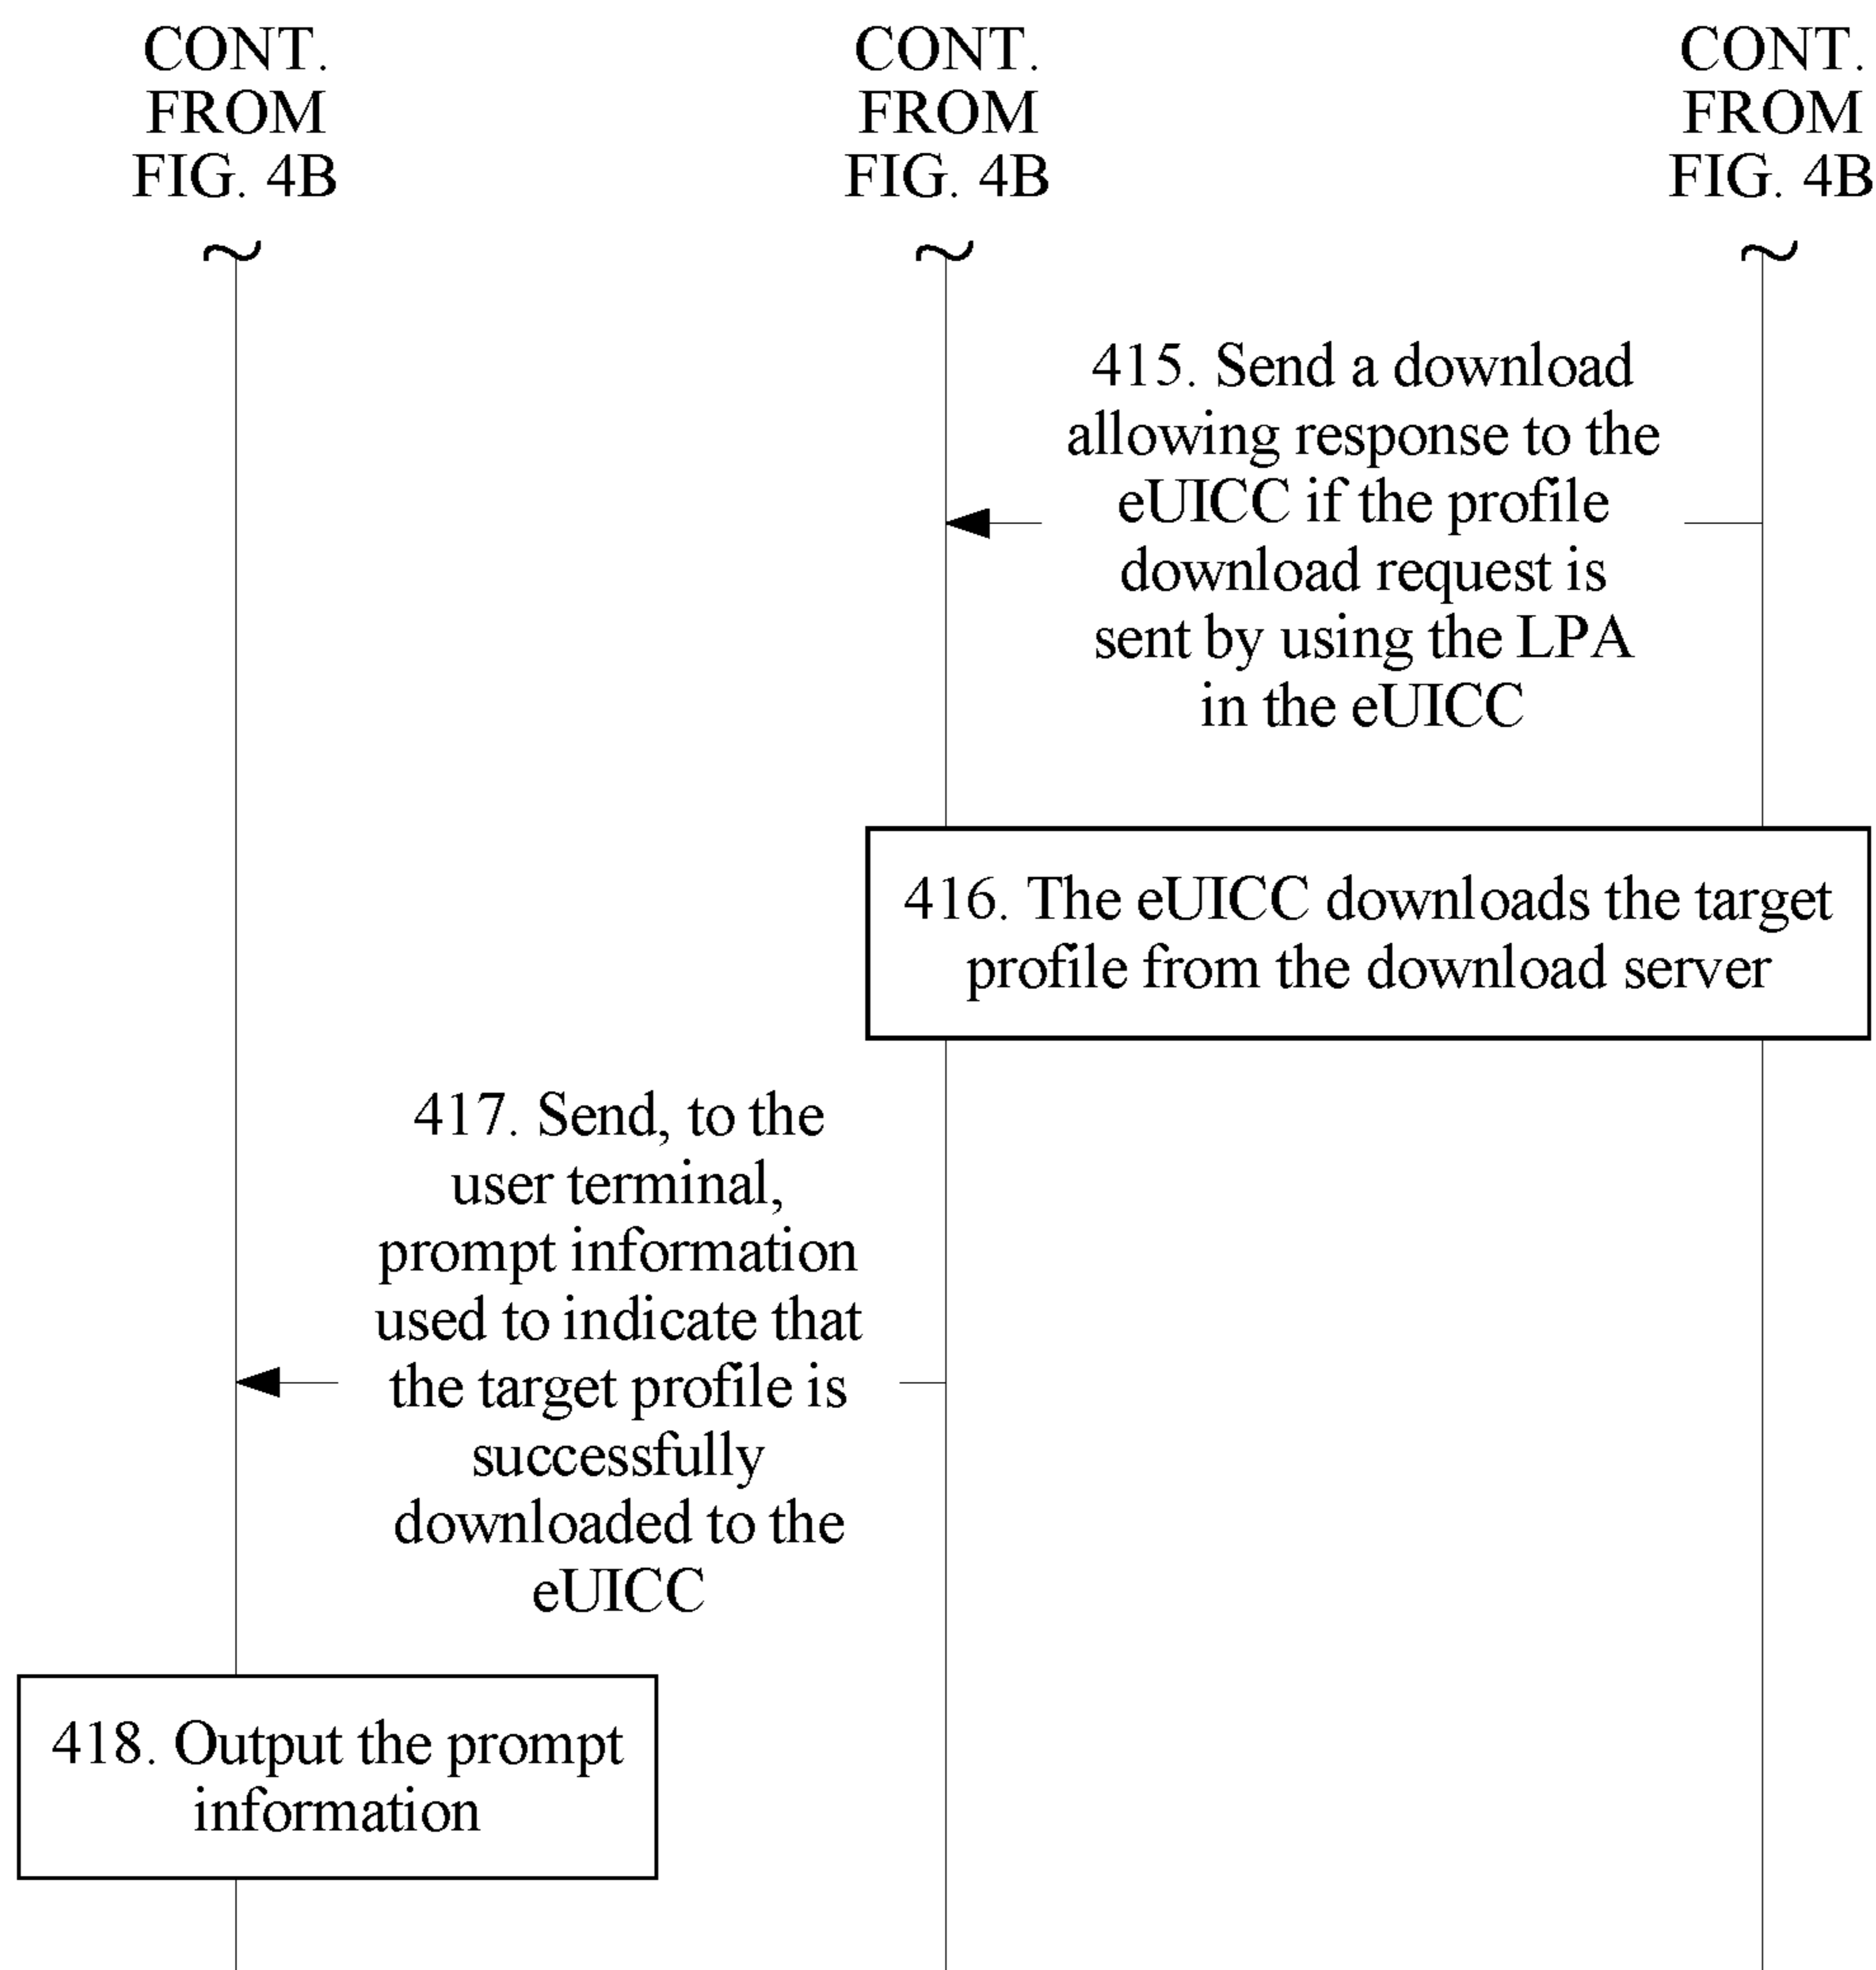 CONT.
FROM
FIG. 4B
CONT.
FROM
FIG. 4B
CONT.
FROM
FIG. 4B
415. Send a download
allowing response to the
eUICC if the profile
download request is
sent by using the LPA
in the eUICC
416. The eUICC downloads the target
profile from the download server
417. Send, to the
user terminal,
prompt information
used to indicate that
the target profile is
successfully
downloaded to the
eUICC
418. Output the prompt
information